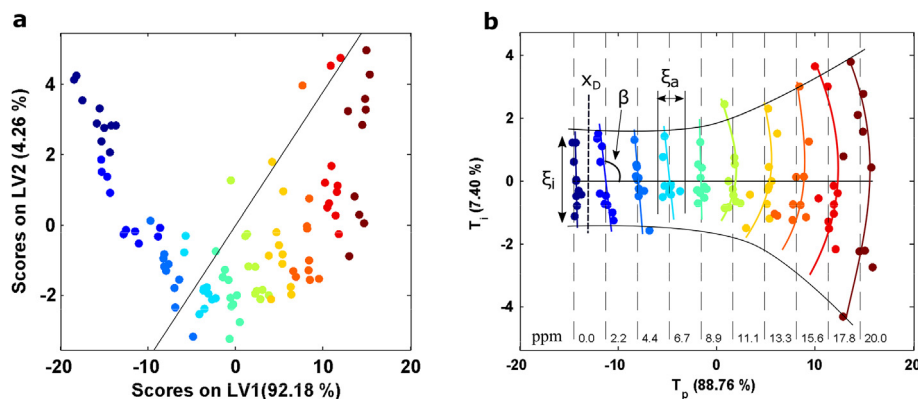 a
4
2
0
-2
-20
-10
0
10
20
Scores on LV2 (4.26 %)
Scores on LV1(92.18 %)
b
4
2
0
-2
-4
-20
-10
0
10
20
T_i (7.40 %)
T_p (88.76 %)
x_D
β
ξ_a
ξ_i
ppm 0.0 2.2 4.4 6.7 8.9 11.1 13.3 15.6 17.8 20.0